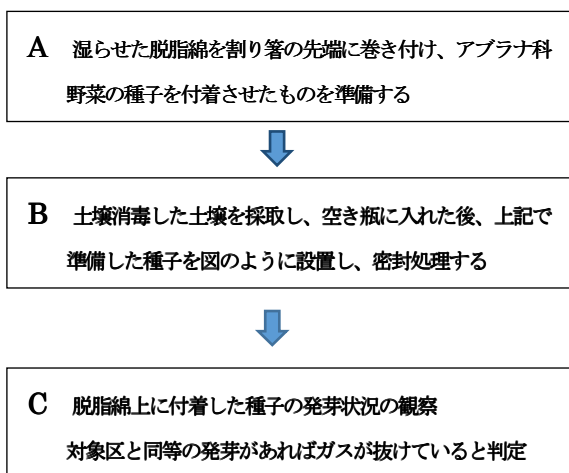 A 湿らせた脱脂綿を割り箸の先端に巻き付け、アブラナ科
野菜の種子を付着させたものを準備する
B 土壌消毒した土壌を採取し、空き瓶に入れた後、上記で
準備した種子を図のように設置し、密封処理する
C 脱脂綿上に付着した種子の発芽状況の観察
対象区と同等の発芽があればガスが抜けていると判定